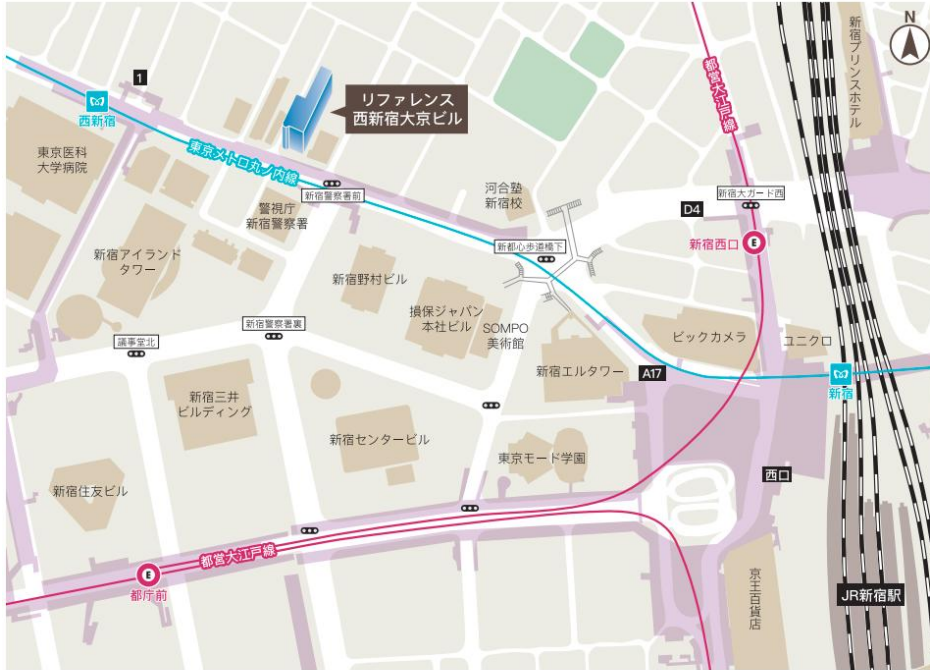 N
新宿プリンスホテル
都営大江戸線
1
西新宿
リファレンス
西新宿大京ビル
東京医科
大学病院
東京メトロ丸ノ内線
新宿警察署前
河合塾
新宿校
新宿大ガード西
D4
警視庁
新宿警察署
新宿西口
E
新都心歩道橋下
新宿アイランド
タワー
新宿野村ビル
損保ジャパン
本社ビル
SOMPO
美術館
新宿警察署裏
議事堂北
ビックカメラ
ユニクロ
新宿エルタワー
A17
新宿
新宿三井
ビルディング
新宿センタービル
東京モード学園
西口
新宿住友ビル
都営大江戸線
E
都庁前
京王百貨店
JR新宿駅